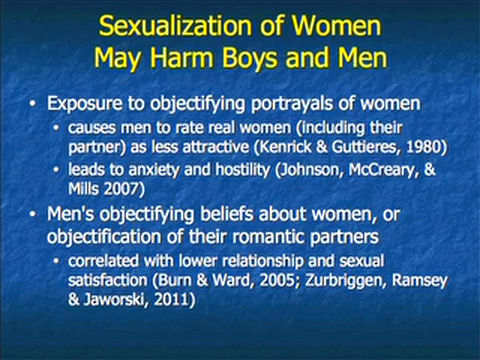 Sexualization of Women
May Harm Boys and Men
• Exposure to objectifying portrayals of women
• causes men to rate real women (including their
partner) as less attractive (Kenrick & Guttieres, 1980)
• leads to anxiety and hostility (Johnson, McCreary, &
Mills 2007)
• Men's objectifying beliefs about women, or
objectification of their romantic partners
• correlated with lower relationship and sexual
satisfaction (Burn & Ward, 2005; Zurbriggen, Ramsey
& Jaworski, 2011)